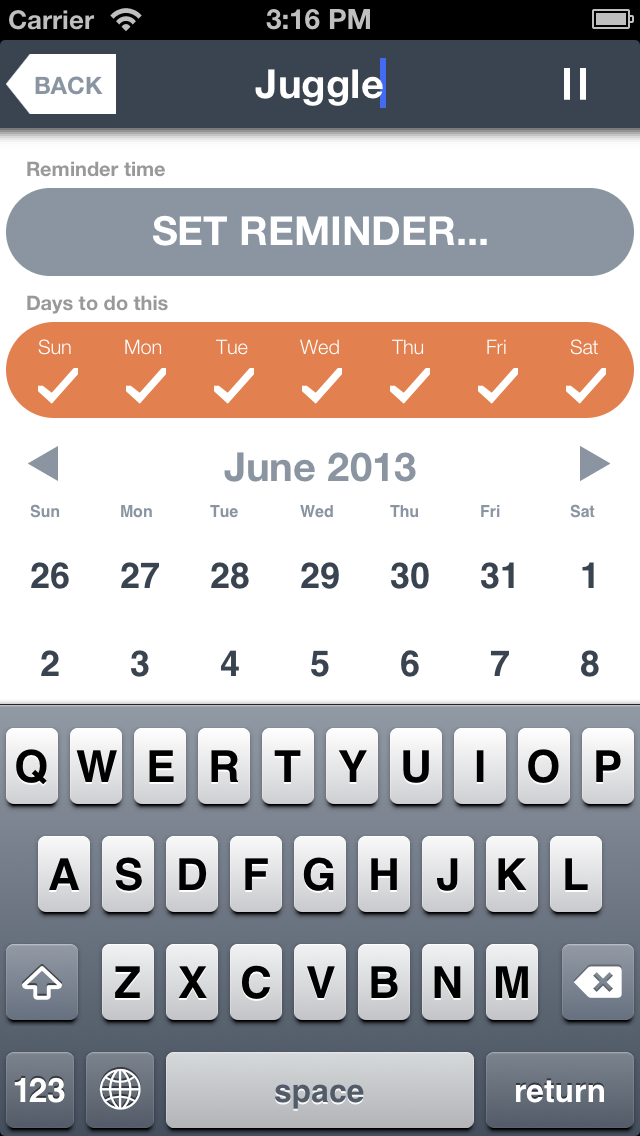 Carrier 3:16 PM
BACK Juggle
Reminder time
SET REMINDER...
Days to do this
Sun Mon Tue Wed Thu Fri Sat
June 2013
Sun Mon Tue Wed Thu Fri Sat
26 27 28 29 30 31 1
2 3 4 5 6 7 8
Q W E R T Y U I O P
A S D F G H J K L
Z X C V B N M
123 space return